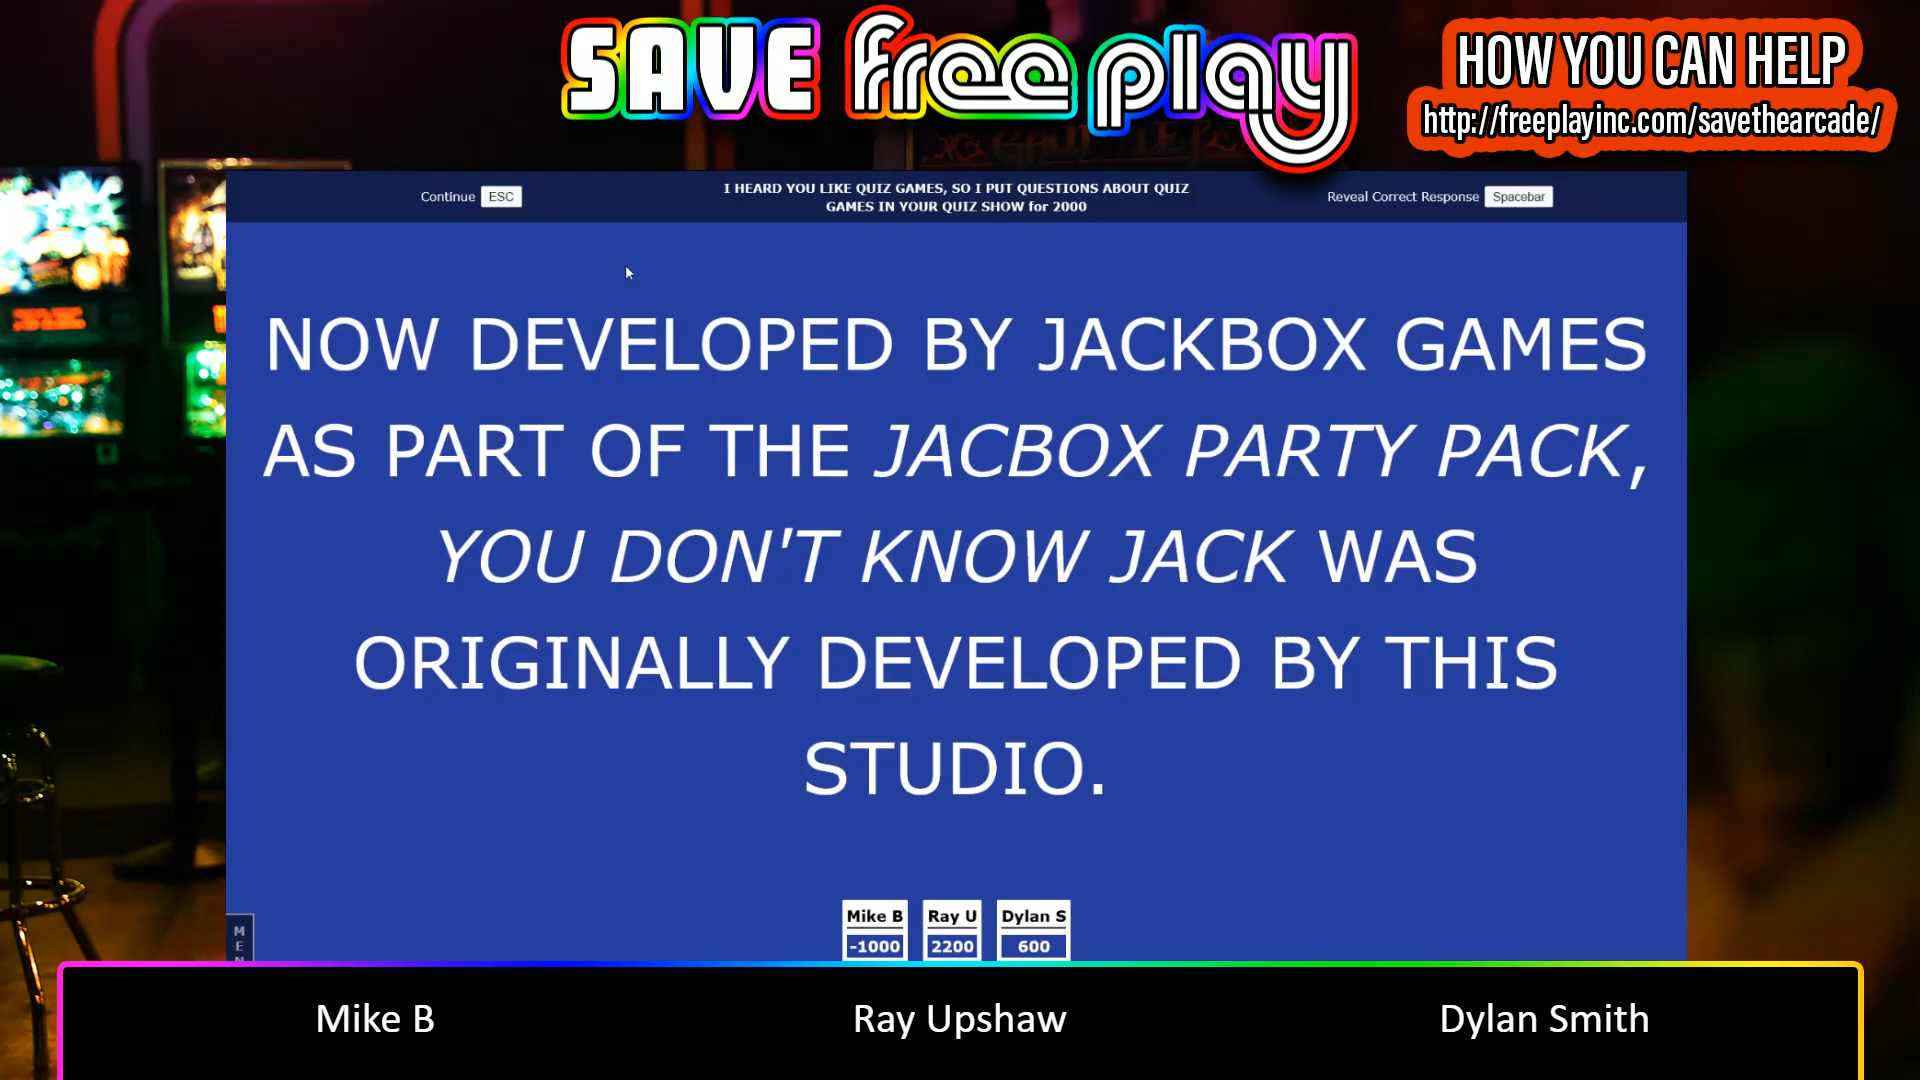 SAVE free play
HOW YOU CAN HELP
http://freeplayinc.com/savethearcade/
Continue ESC
I HEARD YOU LIKE QUIZ GAMES, SO I PUT QUESTIONS ABOUT QUIZ
GAMES IN YOUR QUIZ SHOW for 2000
Reveal Correct Response Spacebar
NOW DEVELOPED BY JACKBOX GAMES
AS PART OF THE JACBOX PARTY PACK,
YOU DON'T KNOW JACK WAS
ORIGINALLY DEVELOPED BY THIS
STUDIO.
M
E
N
Mike B Ray U Dylan S
-1000 2200 600
Mike B Ray Upshaw Dylan Smith